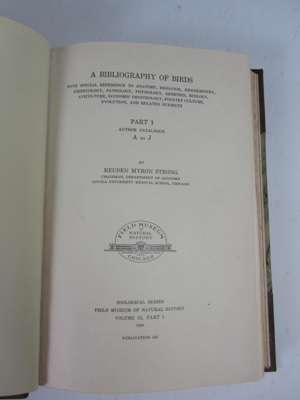 A BIBLIOGRAPHY OF BIRDS
WITH SPECIAL REFERENCE TO ANATOMY, BEHAVIOR, BIOCHEMISTRY,
EMBRYOLOGY, PATHOLOGY, PHYSIOLOGY, GENETICS, ECOLOGY,
AVICULTURE, ECONOMIC ORNITHOLOGY, POULTRY CULTURE,
EVOLUTION, AND RELATED SUBJECTS
PART I
AUTHOR CATALOGUE
A TO J
BY
REUBEN MYRON STRONG
CHAIRMAN, DEPARTMENT OF ANATOMY
LOYOLA UNIVERSITY MEDICAL SCHOOL, CHICAGO
FIELD MUSEUM
OF NATURAL
HISTORY
CHICAGO
ZOOLOGICAL SERIES
FIELD MUSEUM OF NATURAL HISTORY
VOLUME 25, PART 1
PUBLICATION